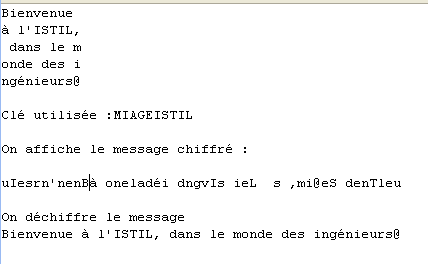 Bienvenue
à l'ISTIL,
 dans le m
onde des i
ngénieurs@
Clé utilisée :MIAGEISTIL
On affiche le message chiffré :
uIesrn'nenBà oneladéi dngvIs ieL  s ,mi@eS denTleu
On déchiffre le message
Bienvenue à l'ISTIL, dans le monde des ingénieurs@